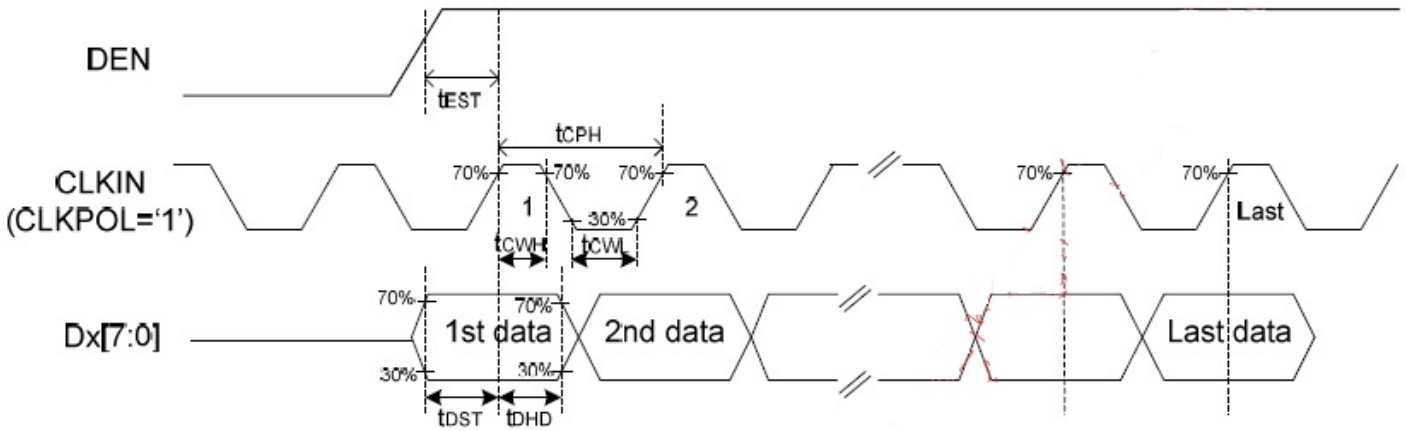 DEN
tEST
tCPH
CLKIN
(CLKPOL=‘1’)
70%
70%
70%
70%
70%
1
2
Last
30%
tCWH
tCWL
Dx[7:0]
70%
70%
1st data
2nd data
Last data
30%
30%
tDST
tDHD